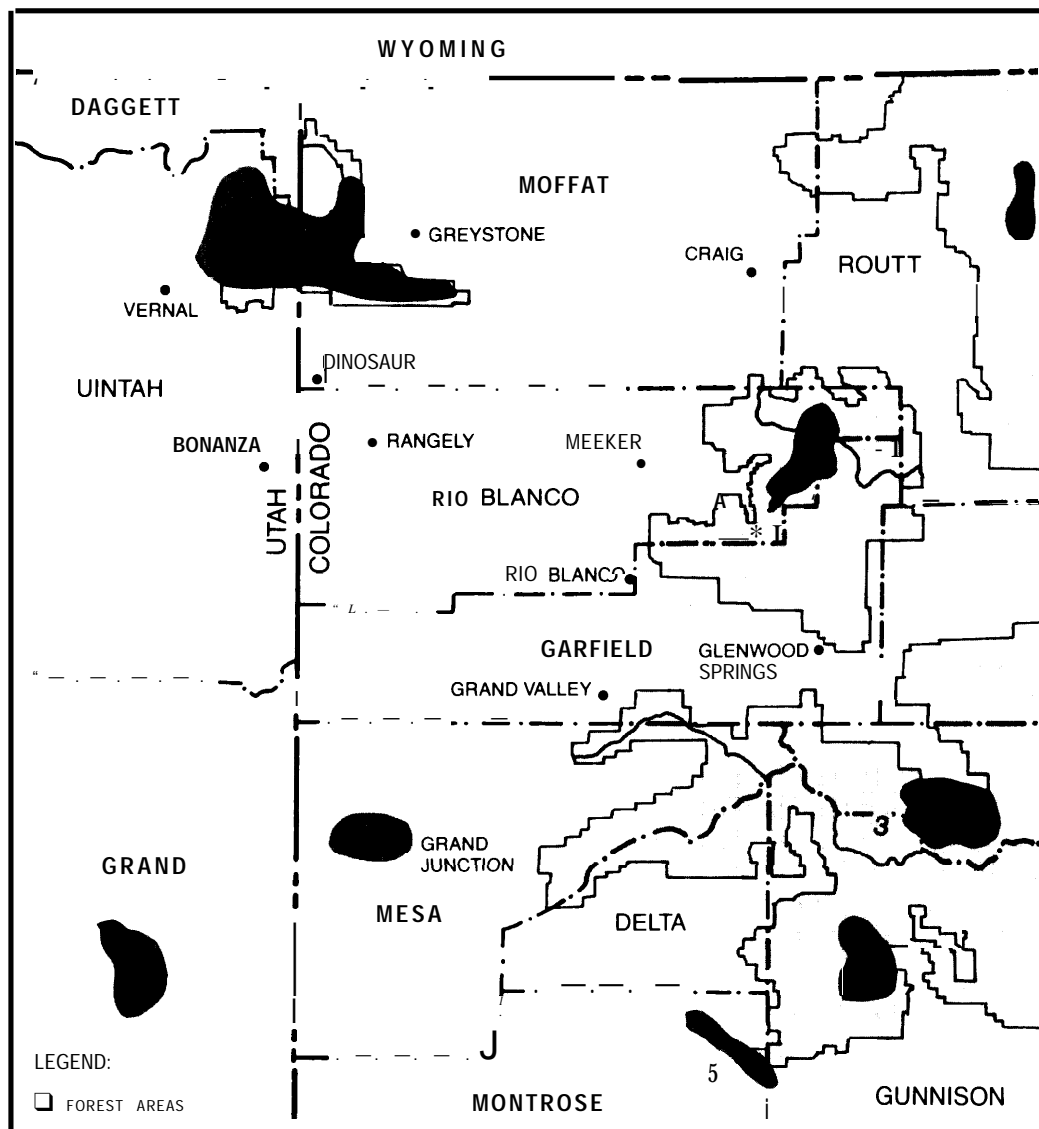 WYOMING
DAGGETT
MOFFAT
GREYSTONE
CRAIG
ROUTT
VERNAL
DINOSAUR
UINTAH
BONANZA
RANGELY
MEEKER
UTAH
COLORADO
RIO BLANCO
A
RIO BLANCO
GARFIELD
GLENWOOD
SPRINGS
GRAND VALLEY
3
GRAND
JUNCTION
GRAND
MESA
DELTA
J
LEGEND:
FOREST AREAS
5
MONTROSE
GUNNISON